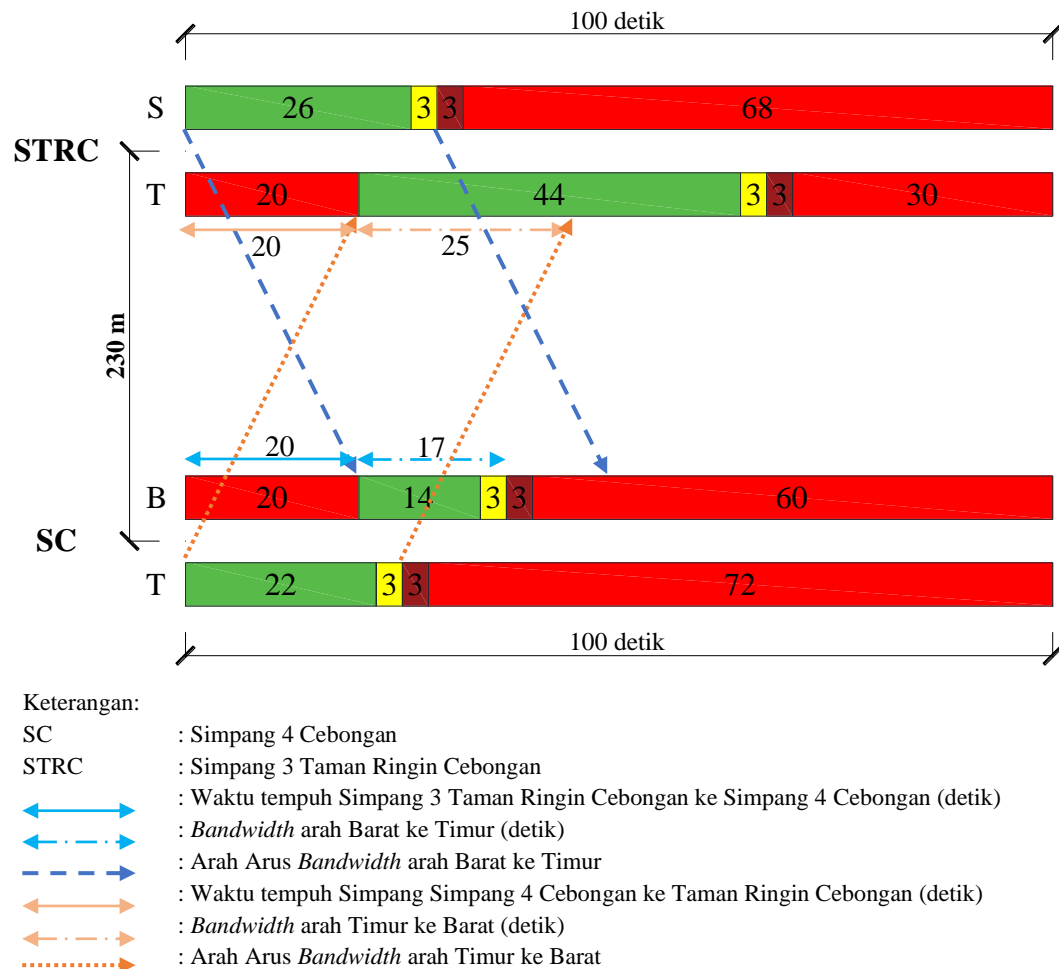 100 detik
S 26 3 3 68
STRC
T 20 44 3 3 30
20 25
230 m
20 17
B 20 14 3 3 60
SC
T 22 3 3 72
100 detik
Keterangan:
SC : Simpang 4 Cebongan
STRC : Simpang 3 Taman Ringin Cebongan
: Waktu tempuh Simpang 3 Taman Ringin Cebongan ke Simpang 4 Cebongan (detik)
: Bandwidth arah Barat ke Timur (detik)
: Arah Arus Bandwidth arah Barat ke Timur
: Waktu tempuh Simpang Simpang 4 Cebongan ke Taman Ringin Cebongan (detik)
: Bandwidth arah Timur ke Barat (detik)
: Arah Arus Bandwidth arah Timur ke Barat